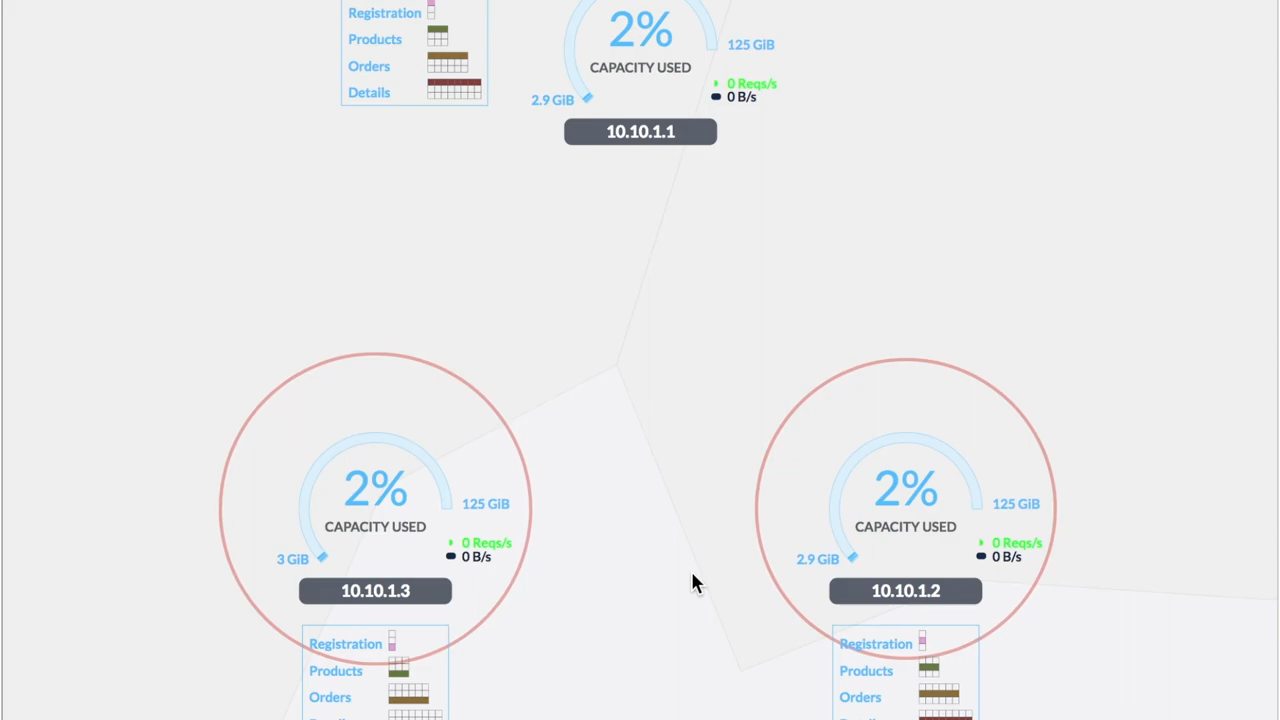 Registration
Products
Orders
Details
2%
CAPACITY USED
125 GiB
2.9 GiB
0 Reqs/s
0 B/s
10.10.1.1
2%
CAPACITY USED
125 GiB
3 GiB
0 Reqs/s
0 B/s
10.10.1.3
Registration
Products
Orders
2%
CAPACITY USED
125 GiB
2.9 GiB
0 Reqs/s
0 B/s
10.10.1.2
Registration
Products
Orders